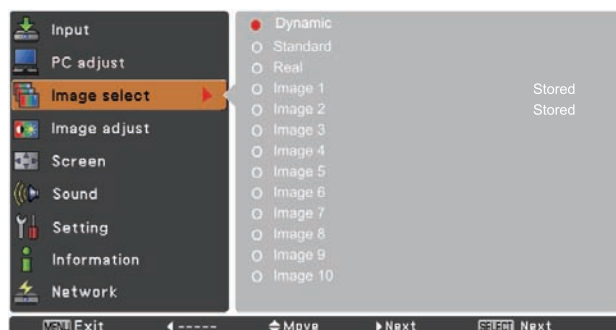 Input
PC adjust
Image select
Image adjust
Screen
Sound
Setting
Information
Network
Dynamic
Standard
Real
Image 1 Stored
Image 2 Stored
Image 3
Image 4
Image 5
Image 6
Image 7
Image 8
Image 9
Image 10
MENU Exit ◀ ----- Move ▶ Next SELECT Next